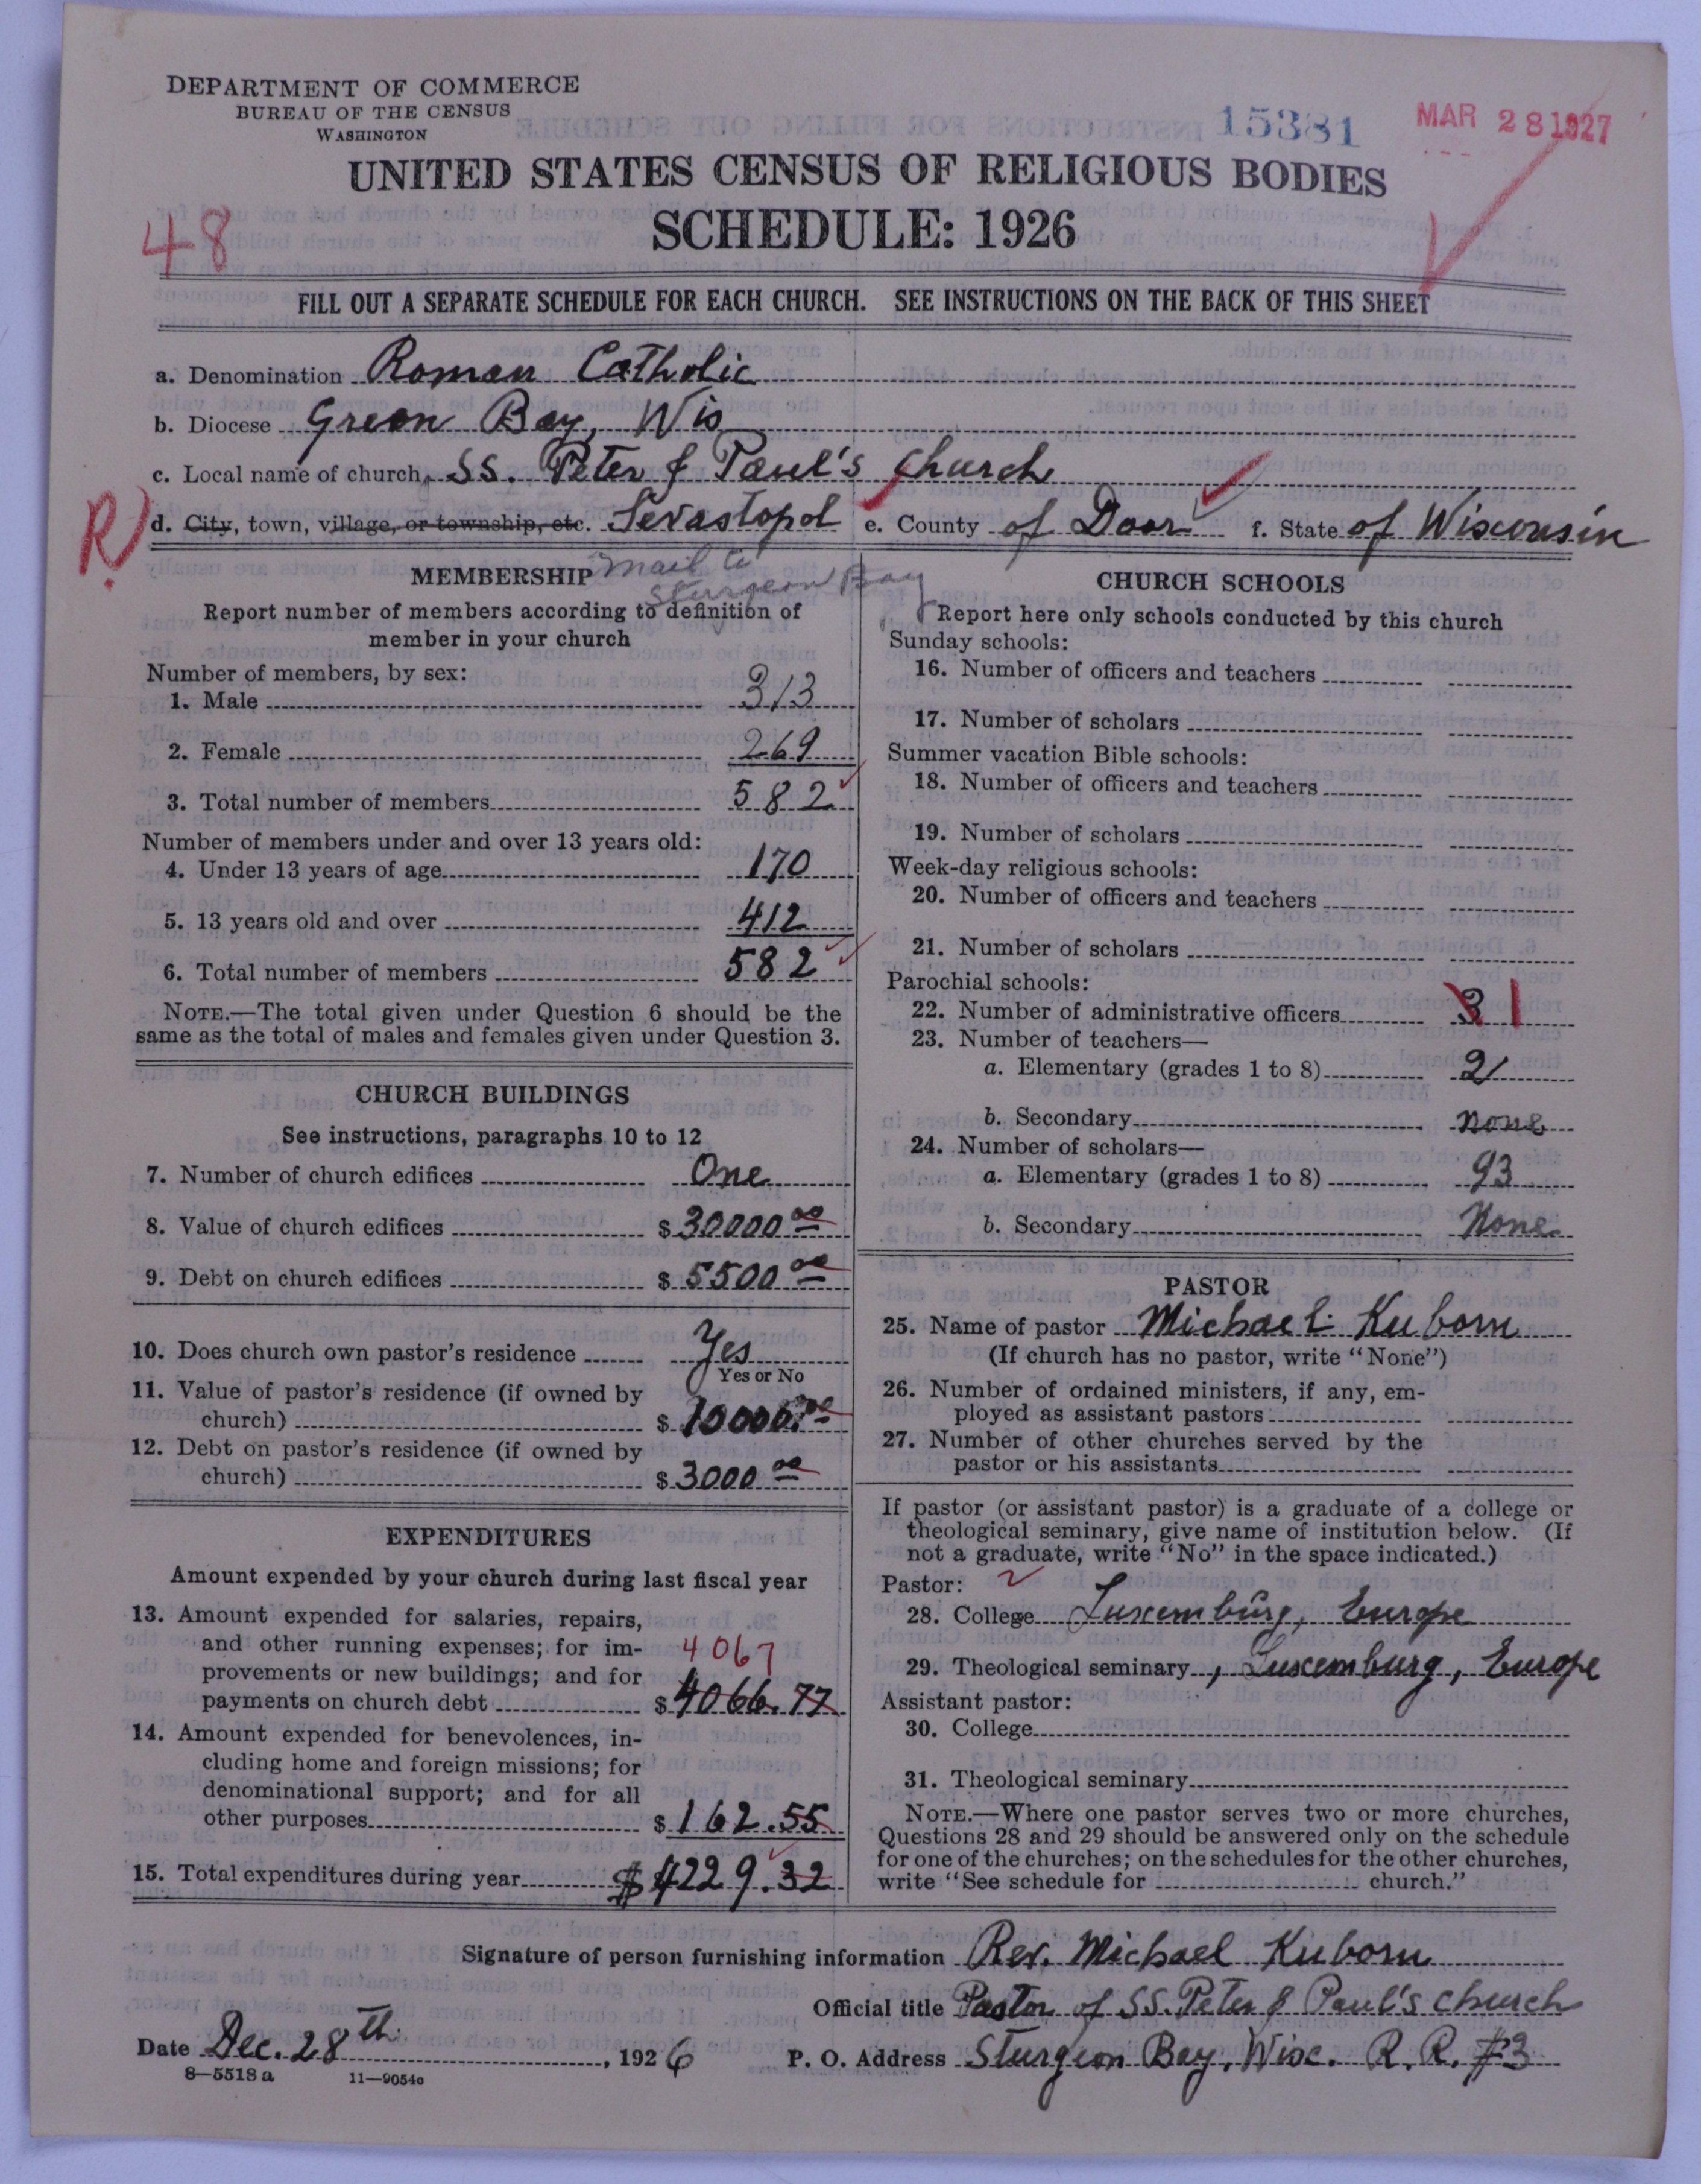 DEPARTMENT OF COMMERCE
BUREAU OF THE CENSUS
WASHINGTON
15381
MAR 28 1927
UNITED STATES CENSUS OF RELIGIOUS BODIES
SCHEDULE: 1926
48
FILL OUT A SEPARATE SCHEDULE FOR EACH CHURCH. SEE INSTRUCTIONS ON THE BACK OF THIS SHEET
a. Denomination Roman Catholic
b. Diocese Green Bay, Wis
c. Local name of church SS. Peter & Paul's church
R
d. City, town, village, or township, etc. Sevastopol e. County of Door f. State of Wisconsin
mail to
Sturgeon Bay
MEMBERSHIP
Report number of members according to definition of
member in your church
Number of members, by sex:
1. Male 313
2. Female 269
3. Total number of members 582
Number of members under and over 13 years old:
4. Under 13 years of age 170
5. 13 years old and over 412
6. Total number of members 582
NOTE.—The total given under Question 6 should be the
same as the total of males and females given under Question 3.
CHURCH BUILDINGS
See instructions, paragraphs 10 to 12
7. Number of church edifices One
8. Value of church edifices $ 30000 00
9. Debt on church edifices $ 5500 00
10. Does church own pastor's residence Yes
Yes or No
11. Value of pastor's residence (if owned by
church) $ 10000.00
12. Debt on pastor's residence (if owned by
church) $ 3000 00
EXPENDITURES
Amount expended by your church during last fiscal year
13. Amount expended for salaries, repairs,
and other running expenses; for im-
provements or new buildings; and for
4067
payments on church debt $ 4066.77
14. Amount expended for benevolences, in-
cluding home and foreign missions; for
denominational support; and for all
other purposes $ 162.55
15. Total expenditures during year $ 4229.32
CHURCH SCHOOLS
Report here only schools conducted by this church
Sunday schools:
16. Number of officers and teachers
17. Number of scholars
Summer vacation Bible schools:
18. Number of officers and teachers
19. Number of scholars
Week-day religious schools:
20. Number of officers and teachers
21. Number of scholars
Parochial schools:
22. Number of administrative officers 3 1
23. Number of teachers—
a. Elementary (grades 1 to 8) 2
b. Secondary none
24. Number of scholars—
a. Elementary (grades 1 to 8) 93
b. Secondary None
PASTOR
25. Name of pastor Michael Kuborn
(If church has no pastor, write "None")
26. Number of ordained ministers, if any, em-
ployed as assistant pastors
27. Number of other churches served by the
pastor or his assistants
If pastor (or assistant pastor) is a graduate of a college or
theological seminary, give name of institution below. (If
not a graduate, write "No" in the space indicated.)
Pastor:
28. College Luxemburg, Europe
29. Theological seminary, Luxemburg, Europe
Assistant pastor:
30. College
31. Theological seminary
NOTE.—Where one pastor serves two or more churches,
Questions 28 and 29 should be answered only on the schedule
for one of the churches; on the schedules for the other churches,
write "See schedule for church."
Signature of person furnishing information Rev. Michael Kuborn
Official title Pastor of SS. Peter & Paul's church
Date Dec. 28th, 1926 P. O. Address Sturgeon Bay, Wisc. R. R. #3
8—5518 a 11—9054c